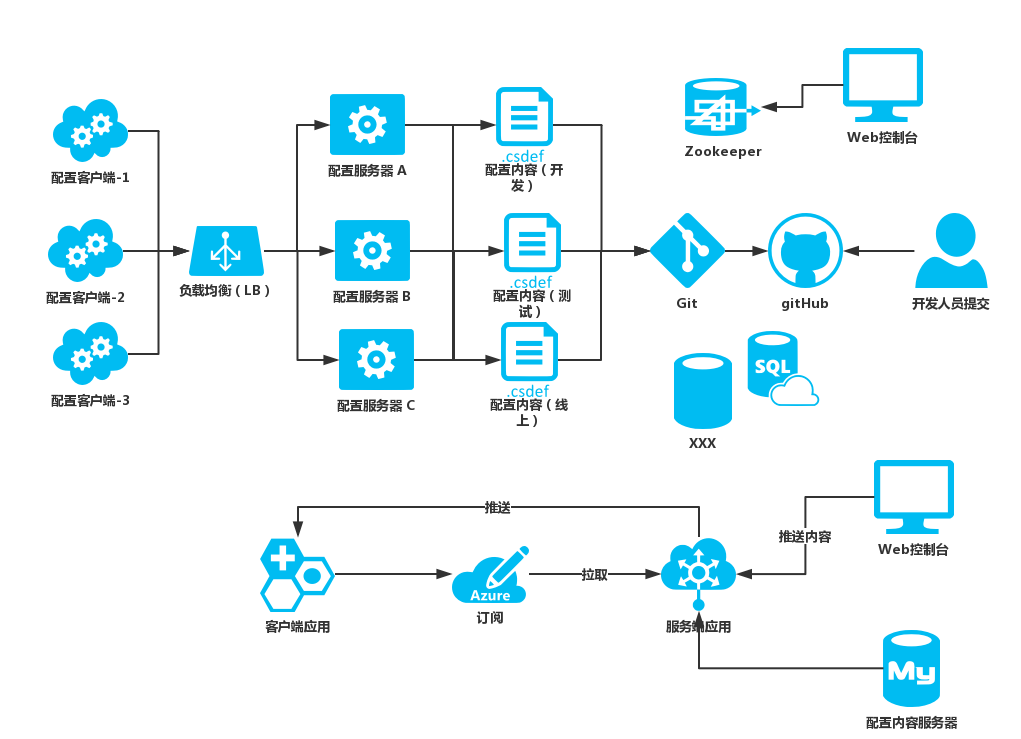 Zookeeper
Web控制台
配置客户端-1
配置服务器 A
.csdef
配置内容（开
发）
配置客户端-2
负载均衡（LB）
配置服务器 B
.csdef
配置内容（测
试）
Git
gitHub
开发人员提交
配置客户端-3
配置服务器 C
.csdef
配置内容（线
上）
SQL
XXX
推送
推送内容
Web控制台
客户端应用
Azure
订阅
拉取
服务端应用
My
配置内容服务器